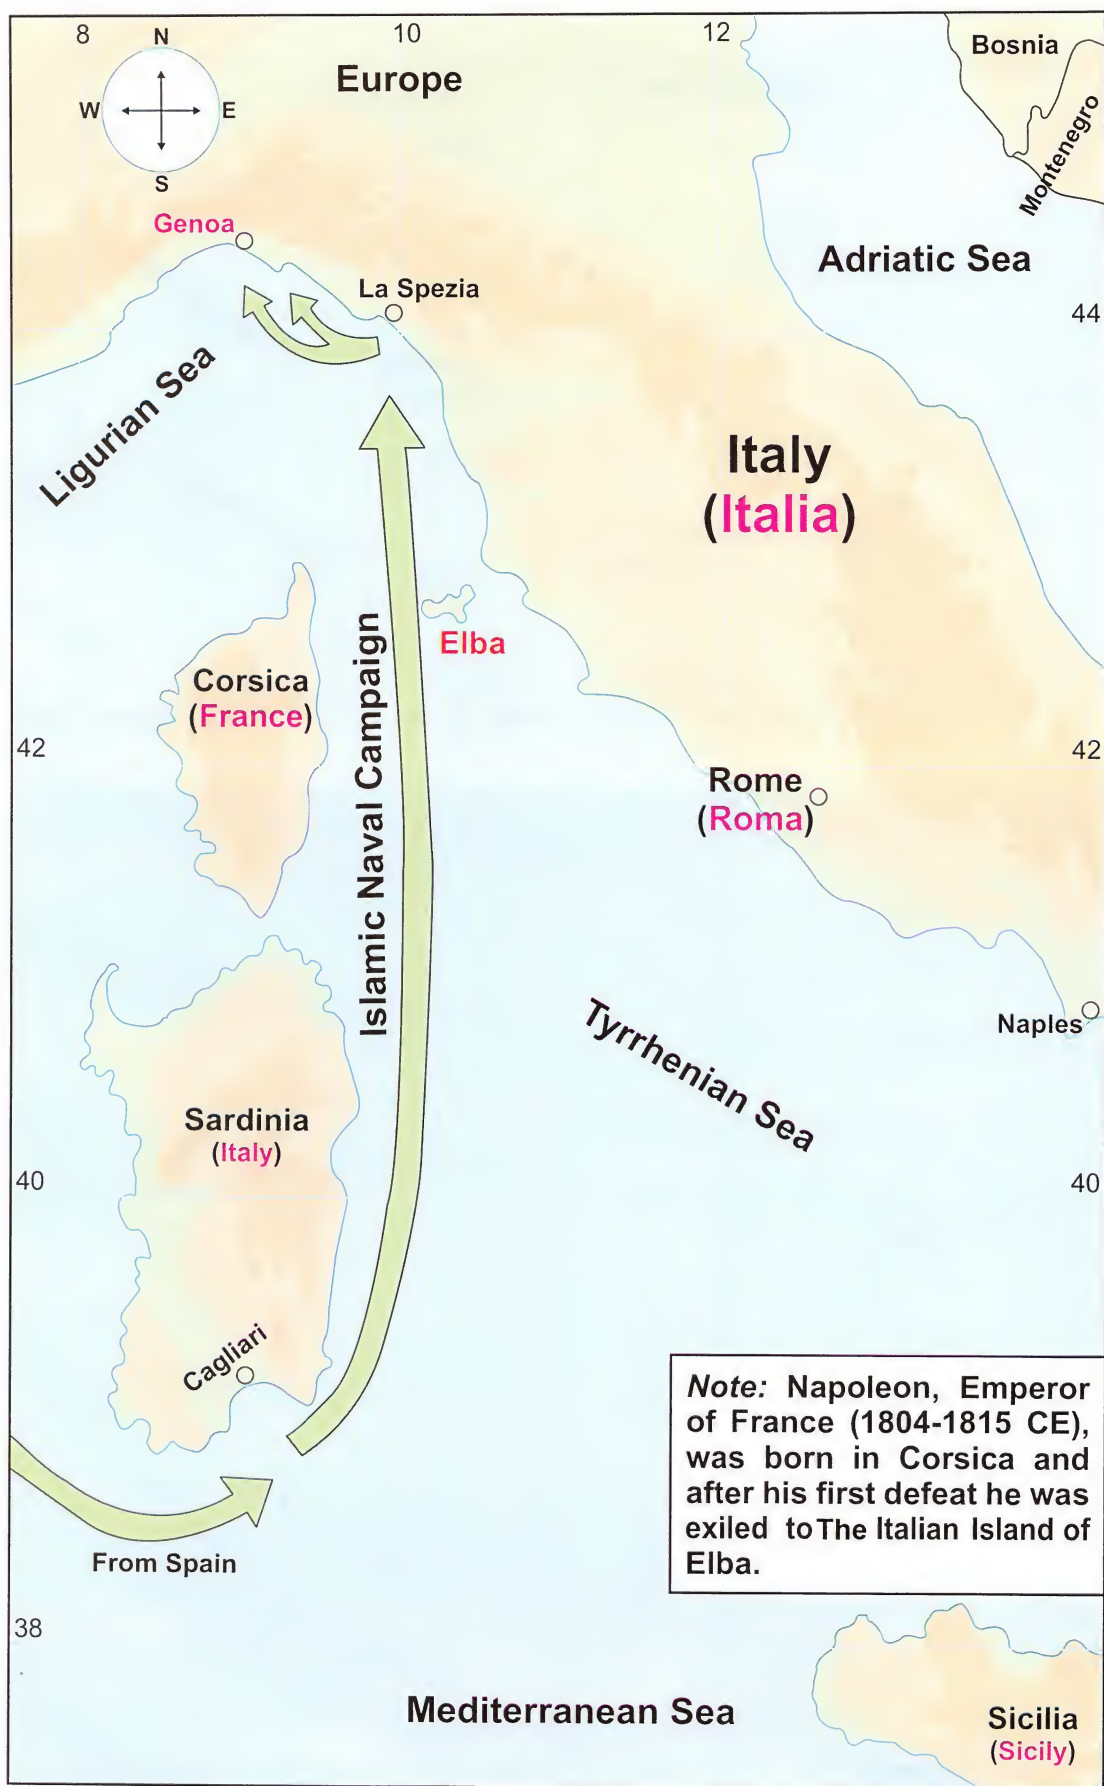 8
10
12
N
W
E
S
Europe
Bosnia
Montenegro
Genoa
Adriatic Sea
La Spezia
44
Ligurian Sea
Italy
(Italia)
Elba
Corsica
(France)
Islamic Naval Campaign
42
42
Rome
(Roma)
Naples
Tyrrhenian Sea
Sardinia
(Italy)
40
40
Cagliari
Note: Napoleon, Emperor
of France (1804-1815 CE),
was born in Corsica and
after his first defeat he was
exiled to The Italian Island of
Elba.
From Spain
38
Mediterranean Sea
Sicilia
(Sicily)